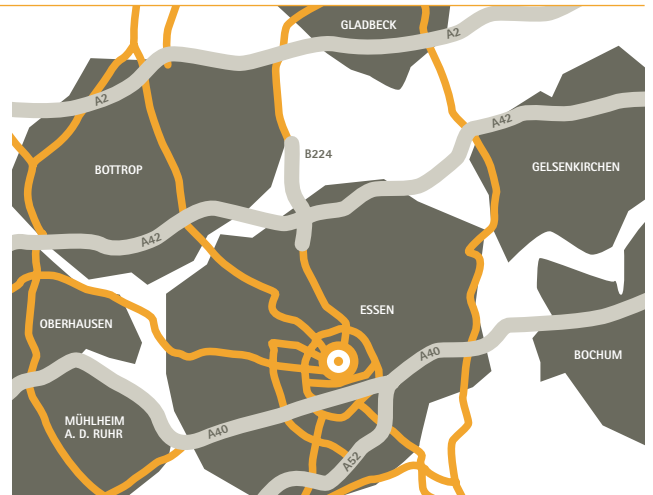 GLADBECK
A2
A2
A42
B224
BOTTROP
GELSENKIRCHEN
A42
ESSEN
OBERHAUSEN
A40
BOCHUM
MÜHLHEIM
A. D. RUHR
A40
A52